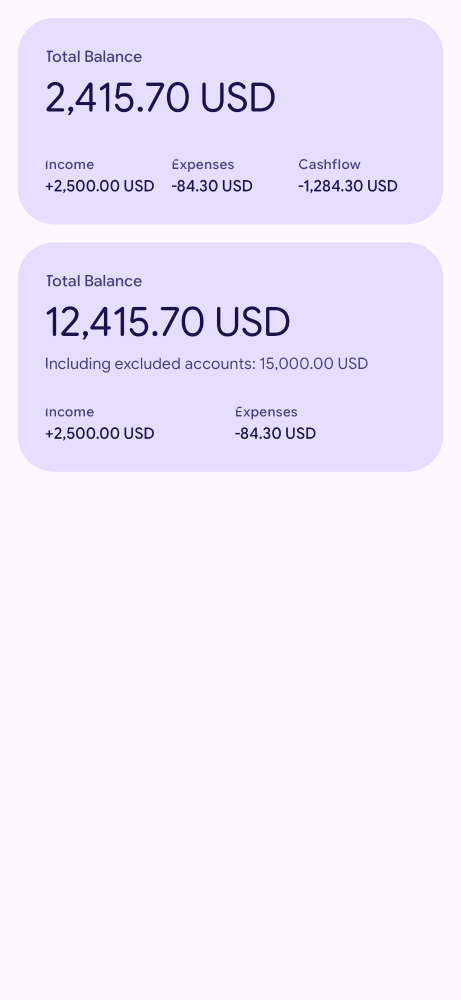 Total Balance
2,415.70 USD
Income Expenses Cashflow
+2,500.00 USD -84.30 USD -1,284.30 USD
Total Balance
12,415.70 USD
Including excluded accounts: 15,000.00 USD
Income Expenses
+2,500.00 USD -84.30 USD